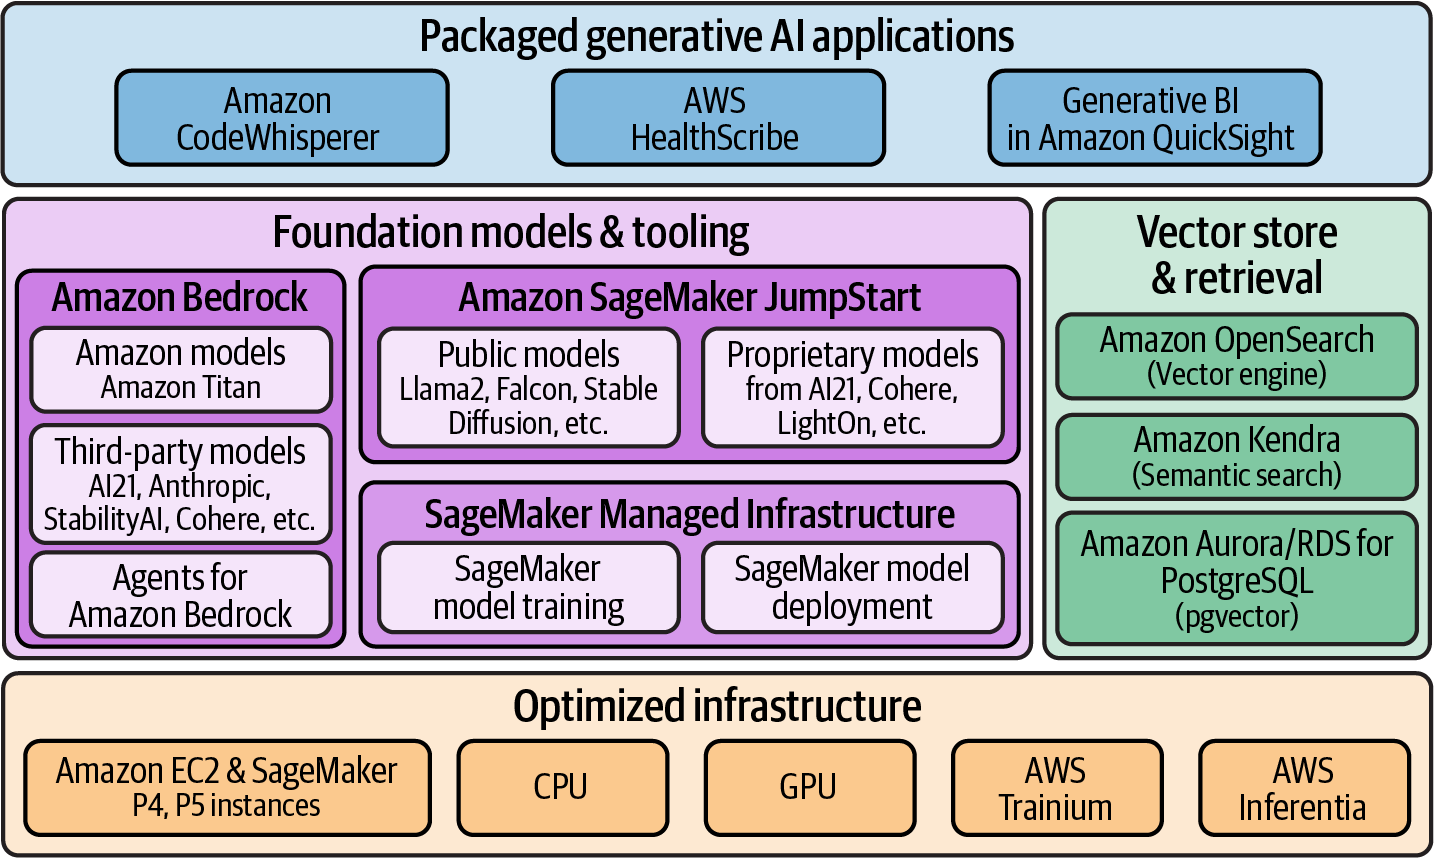 Packaged generative AI applications
Amazon
CodeWhisperer
AWS
HealthScribe
Generative BI
in Amazon QuickSight
Foundation models & tooling
Amazon Bedrock
Amazon models
Amazon Titan
Third-party models
AI21, Anthropic,
StabilityAI, Cohere, etc.
Agents for
Amazon Bedrock
Amazon SageMaker JumpStart
Public models
Llama2, Falcon, Stable
Diffusion, etc.
Proprietary models
from AI21, Cohere,
LightOn, etc.
SageMaker Managed Infrastructure
SageMaker
model training
SageMaker model
deployment
Vector store
& retrieval
Amazon OpenSearch
(Vector engine)
Amazon Kendra
(Semantic search)
Amazon Aurora/RDS for
PostgreSQL
(pgvector)
Optimized infrastructure
Amazon EC2 & SageMaker
P4, P5 instances
CPU
GPU
AWS
Trainium
AWS
Inferentia